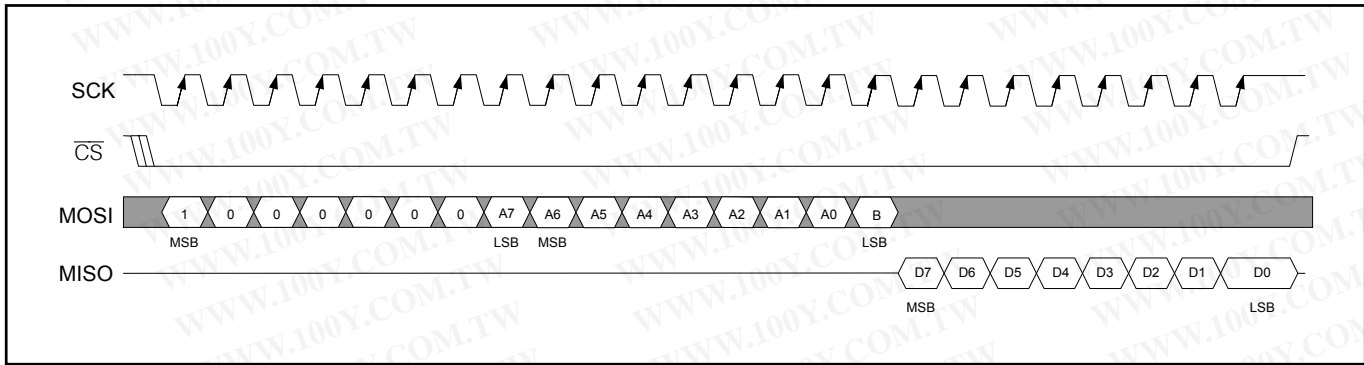 SCK
C̅S̅
MOSI 1 0 0 0 0 0 0 A7 A6 A5 A4 A3 A2 A1 A0 B
MSB LSB MSB LSB
MISO D7 D6 D5 D4 D3 D2 D1 D0
MSB LSB
WWW.100Y.COM.TW